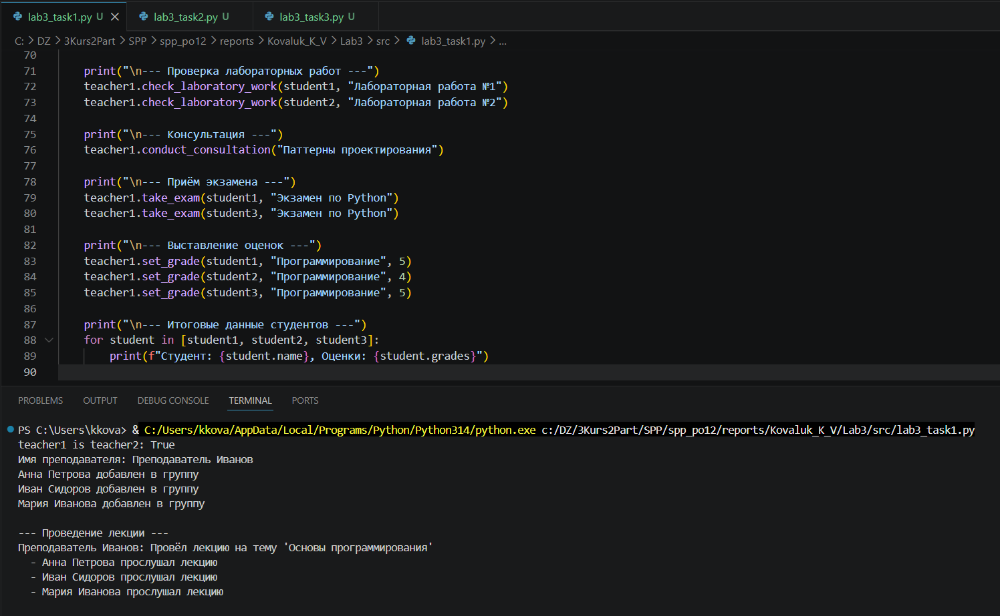 lab3_task1.py U
lab3_task2.py U
lab3_task3.py U
C: > DZ > 3Kurs2Part > SPP > spp_po12 > reports > Kovaluk_K_V > Lab3 > src > lab3_task1.py > ...
70
71 print("\n--- Проверка лабораторных работ ---")
72 teacher1.check_laboratory_work(student1, "Лабораторная работа №1")
73 teacher1.check_laboratory_work(student2, "Лабораторная работа №2")
74
75 print("\n--- Консультация ---")
76 teacher1.conduct_consultation("Паттерны проектирования")
77
78 print("\n--- Приём экзамена ---")
79 teacher1.take_exam(student1, "Экзамен по Python")
80 teacher1.take_exam(student3, "Экзамен по Python")
81
82 print("\n--- Выставление оценок ---")
83 teacher1.set_grade(student1, "Программирование", 5)
84 teacher1.set_grade(student2, "Программирование", 4)
85 teacher1.set_grade(student3, "Программирование", 5)
86
87 print("\n--- Итоговые данные студентов ---")
88 for student in [student1, student2, student3]:
89 print(f"Студент: {student.name}, Оценки: {student.grades}")
90
PROBLEMS OUTPUT DEBUG CONSOLE TERMINAL PORTS
PS C:\Users\kkova> & C:/Users/kkova/AppData/Local/Programs/Python/Python314/python.exe c:/DZ/3Kurs2Part/SPP/spp_po12/reports/Kovaluk_K_V/Lab3/src/lab3_task1.py
teacher1 is teacher2: True
Имя преподавателя: Преподаватель Иванов
Анна Петрова добавлен в группу
Иван Сидоров добавлен в группу
Мария Иванова добавлен в группу
--- Проведение лекции ---
Преподаватель Иванов: Провёл лекцию на тему 'Основы программирования'
- Анна Петрова прослушал лекцию
- Иван Сидоров прослушал лекцию
- Мария Иванова прослушал лекцию